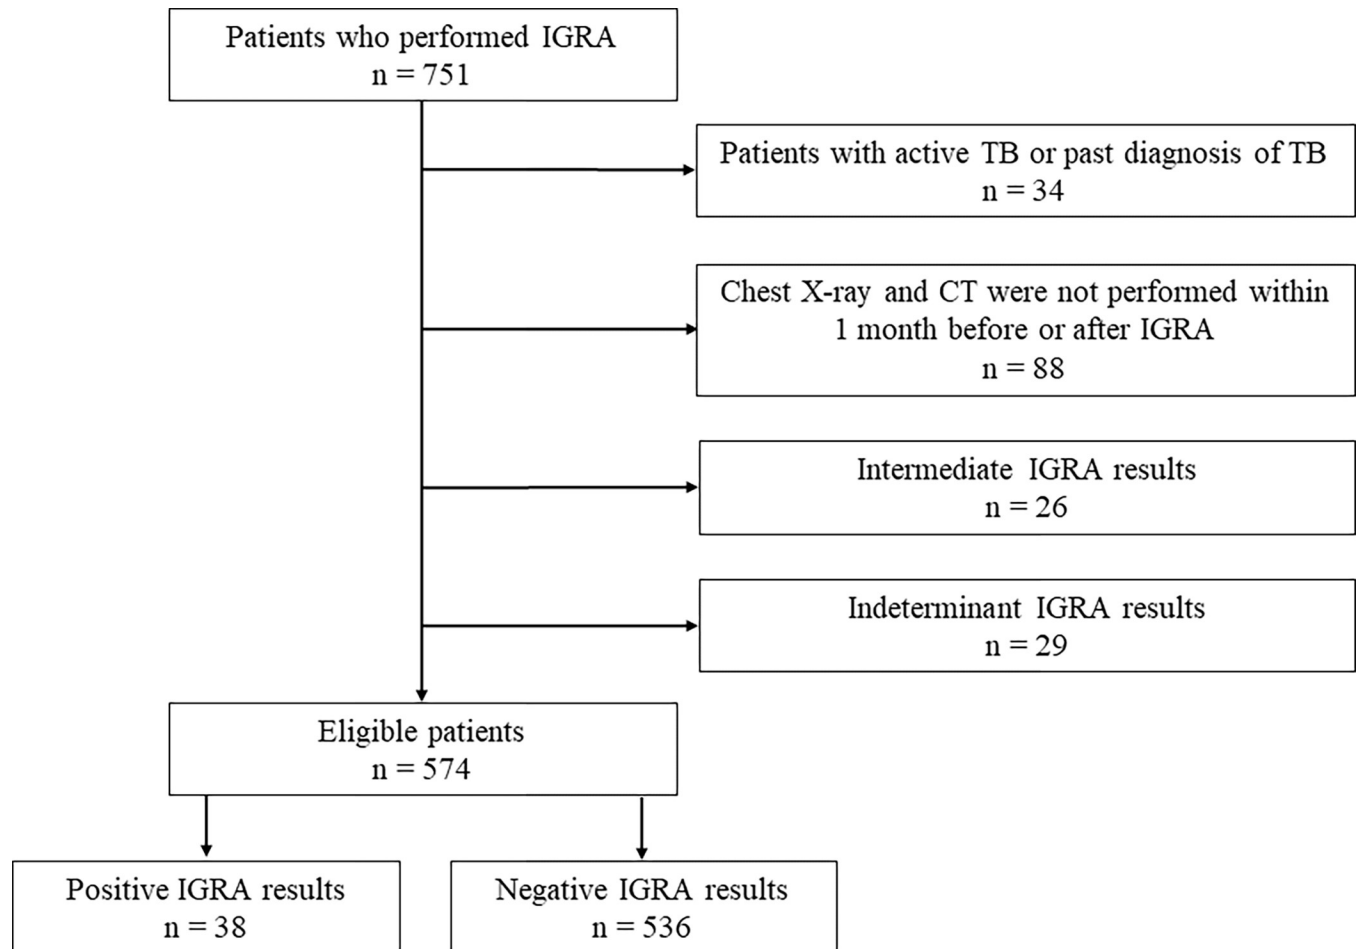 Patients who performed IGRA
n = 751
Patients with active TB or past diagnosis of TB
n = 34
Chest X-ray and CT were not performed within
1 month before or after IGRA
n = 88
Intermediate IGRA results
n = 26
Indeterminant IGRA results
n = 29
Eligible patients
n = 574
Positive IGRA results
n = 38
Negative IGRA results
n = 536